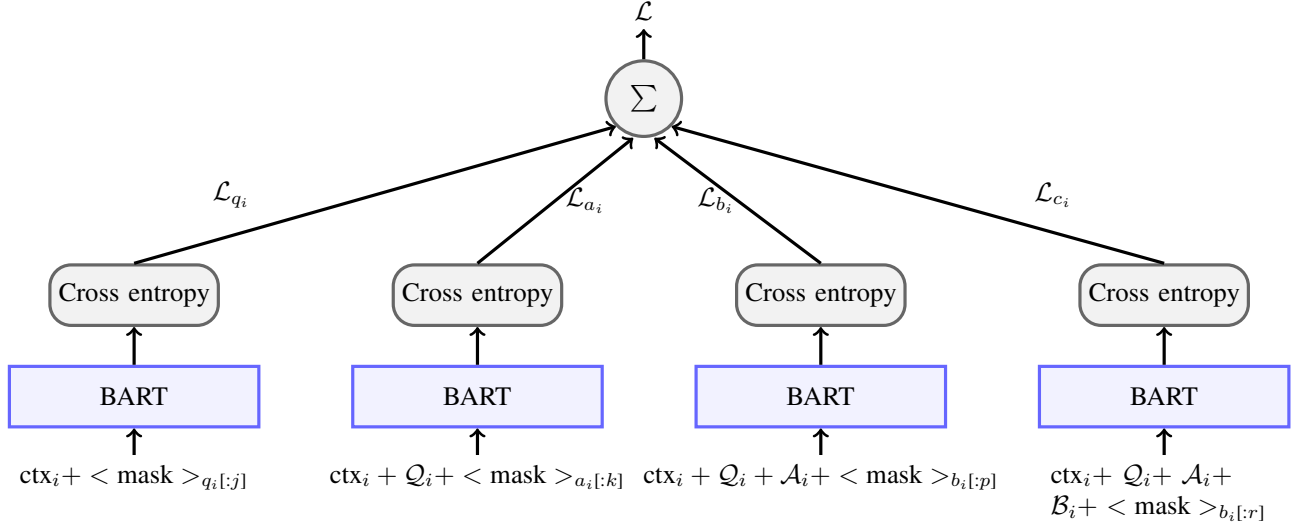 ℒ
∑
ℒ_{q_i} ℒ_{a_i} ℒ_{b_i} ℒ_{c_i}
Cross entropy Cross entropy Cross entropy Cross entropy
BART BART BART BART
ctx_i+ < mask >_{q_i[:j]} ctx_i + 𝒬_i+ < mask >_{a_i[:k]} ctx_i + 𝒬_i + 𝒜_i+ < mask >_{b_i[:p]} ctx_i+ 𝒬_i+ 𝒜_i+
ℬ_i+ < mask >_{b_i[:r]}